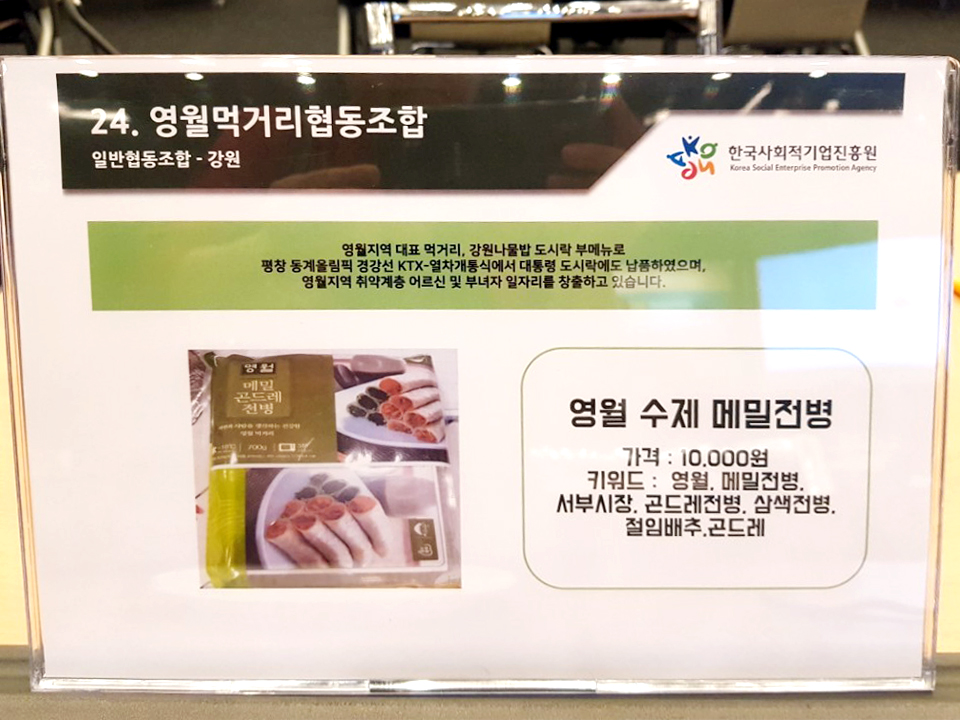 24. 영월먹거리협동조합
일반협동조합 - 강원
한국사회적기업진흥원
Korea Social Enterprise Promotion Agency
영월지역 대표 먹거리, 강원나물밥 도시락 부메뉴로
평창 동계올림픽 경강선 KTX-열차개통식에서 대통령 도시락에도 납품하였으며,
영월지역 취약계층 어르신 및 부녀자 일자리를 창출하고 있습니다.
영월
메밀
곤드레
전병
영월 먹거리
700g
영월 수제 메밀전병
가격 : 10,000원
키워드 : 영월, 메밀전병,
서부시장, 곤드레전병, 삼색전병,
절임배추,곤드레